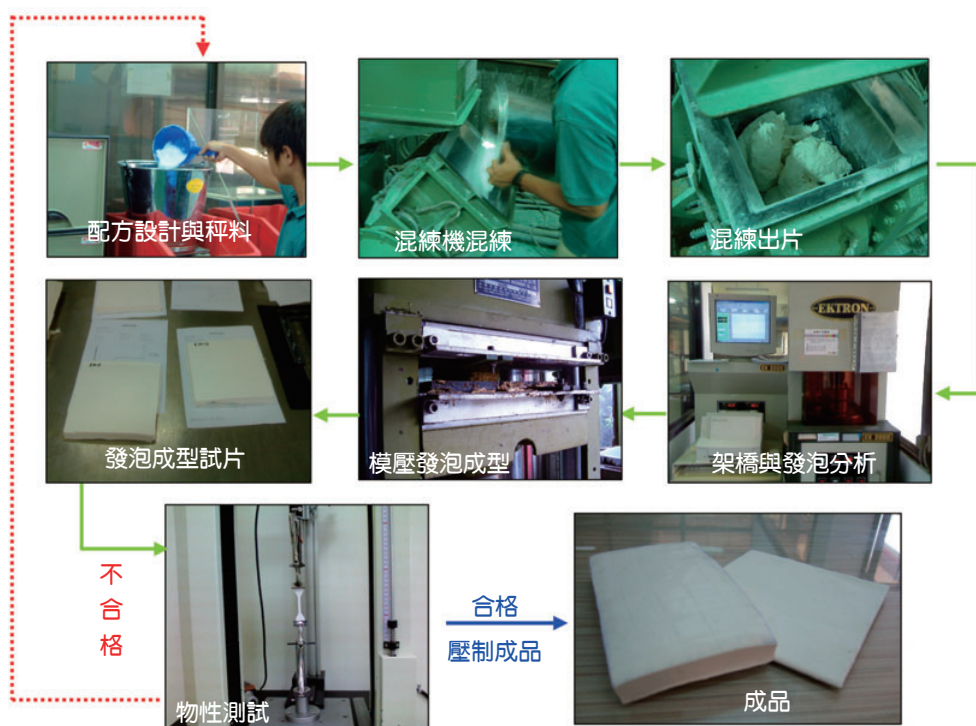 配方設計與秤料
混練機混練
混練出片
EKTRON
架橋與發泡分析
模壓發泡成型
發泡成型試片
不合格
物性測試
合格
壓制成品
成品